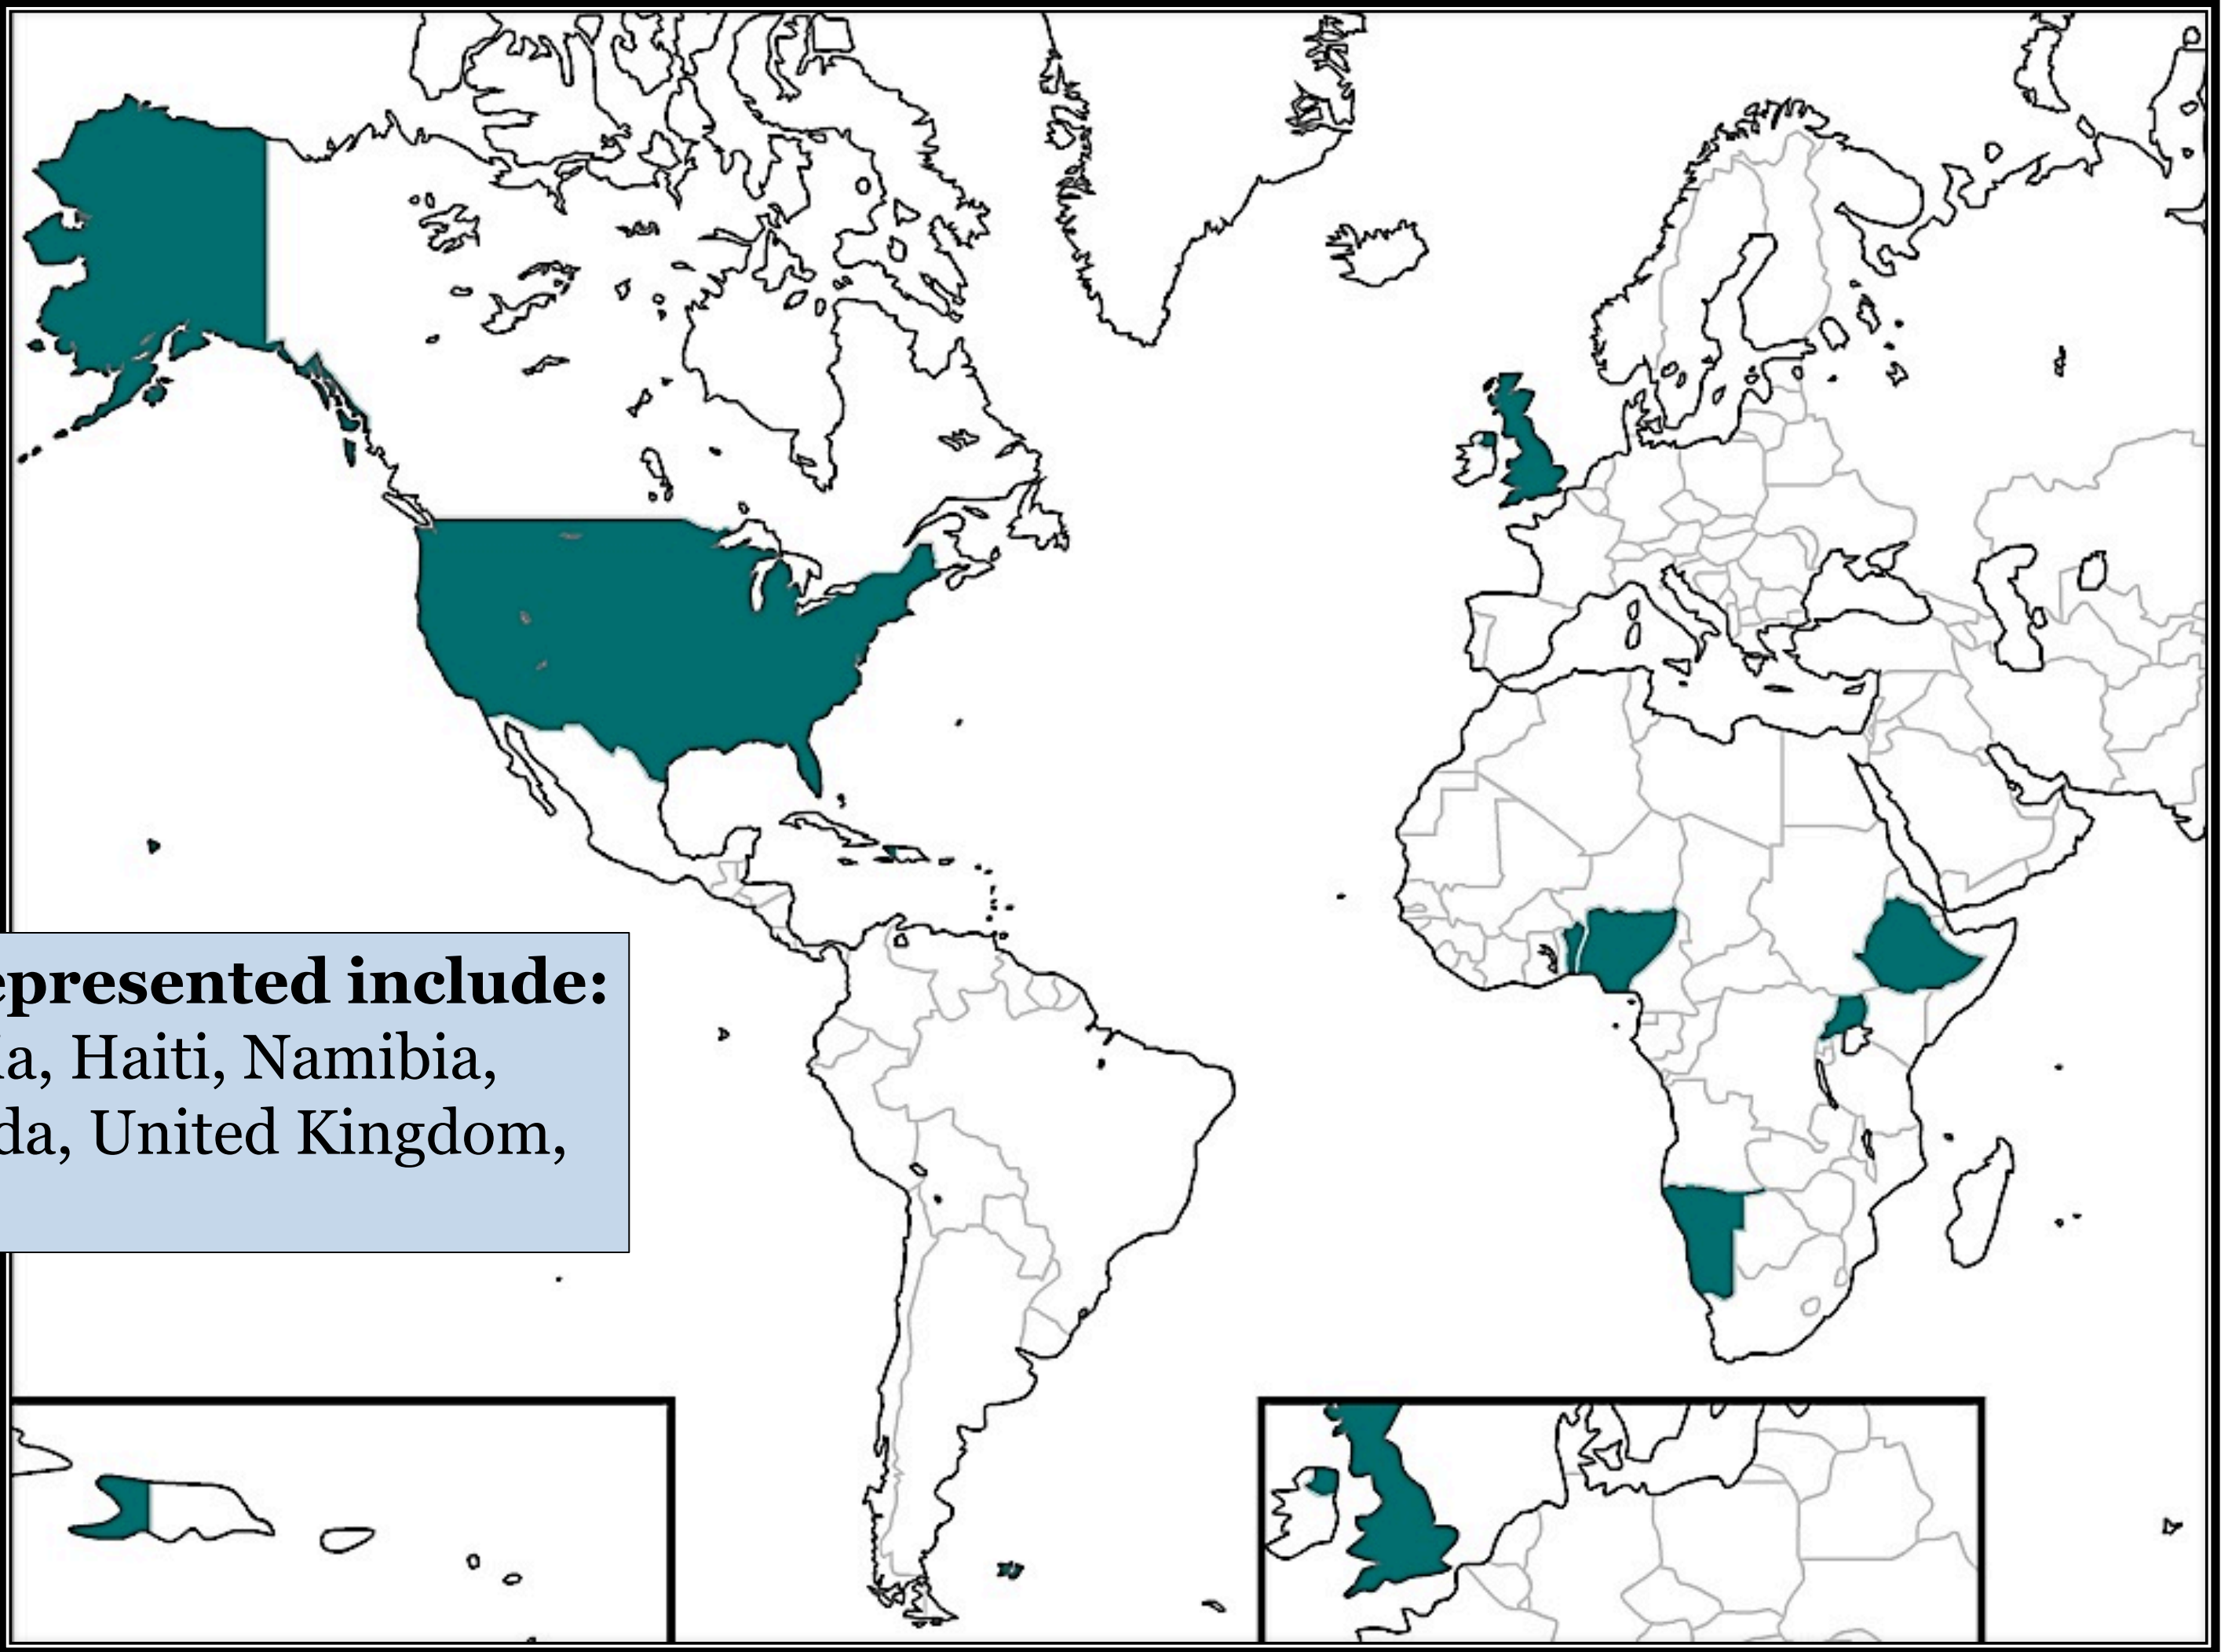 epresented include:
ia, Haiti, Namibia,
da, United Kingdom,